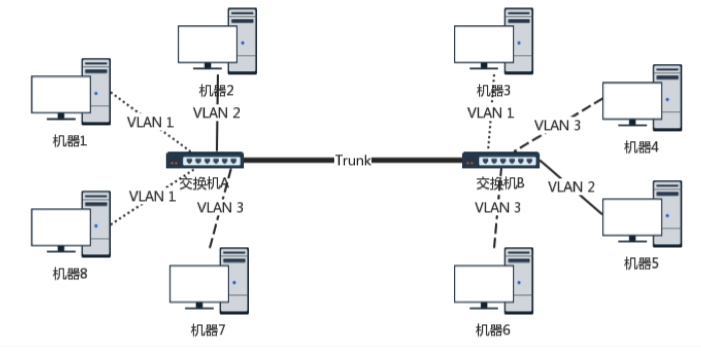 机器2
机器3
VLAN 2
VLAN 1
VLAN 1
VLAN 3
机器1
机器4
Trunk
交换机A
交换机B
VLAN 1
VLAN 2
VLAN 3
VLAN 3
机器8
机器5
机器7
机器6